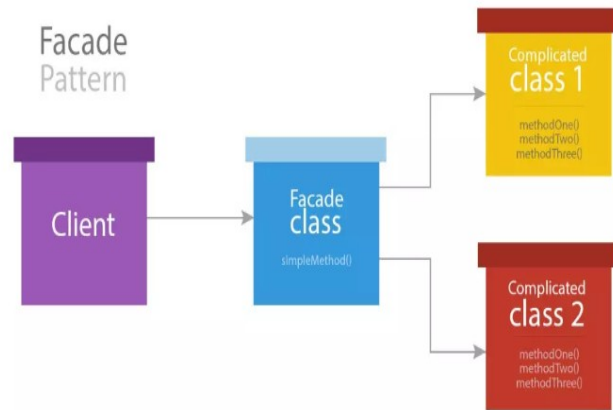 Facade
Pattern
Client
Facade
class
simpleMethod()
Complicated
class 1
methodOne()
methodTwo()
methodThree()
Complicated
class 2
methodOne()
methodTwo()
methodThree()